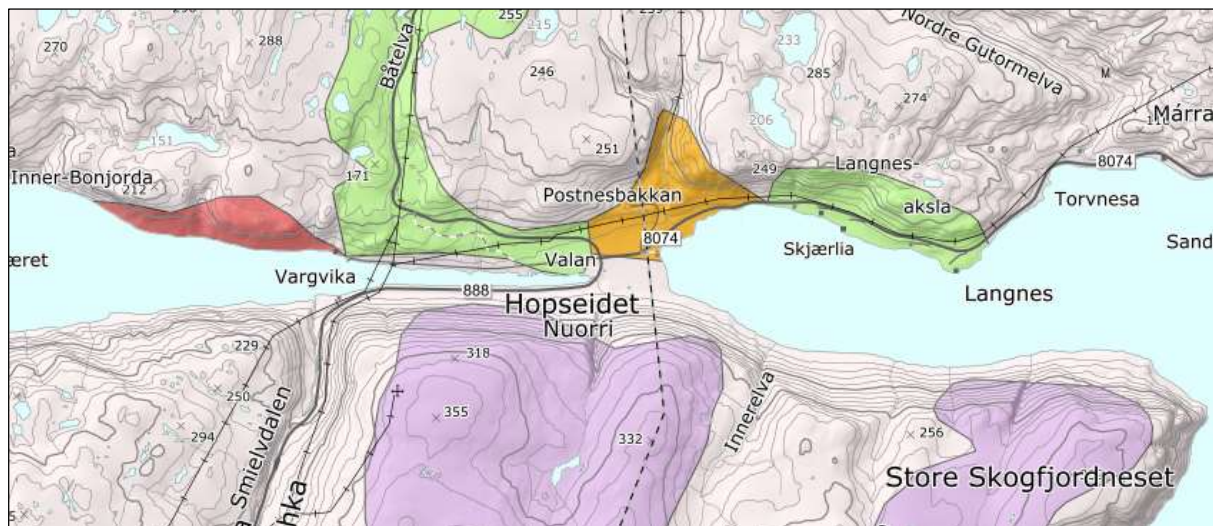 255
215
Nordre Gutormelva
270
288
233
Båtelva
246
285
M
274
Márra
206
151
251
8074
249
Langnes-
171
Inner-Bonjorda
212
Postnesbakkan
aksla
Torvnesa
8074
Skjærlia
Sand
æret
Valan
Vargvika
888
Langnes
Hopseidet
Nuorri
229
318
250
Smielvdalen
355
Innerelva
294
332
256
Store Skogfjordneset
hka